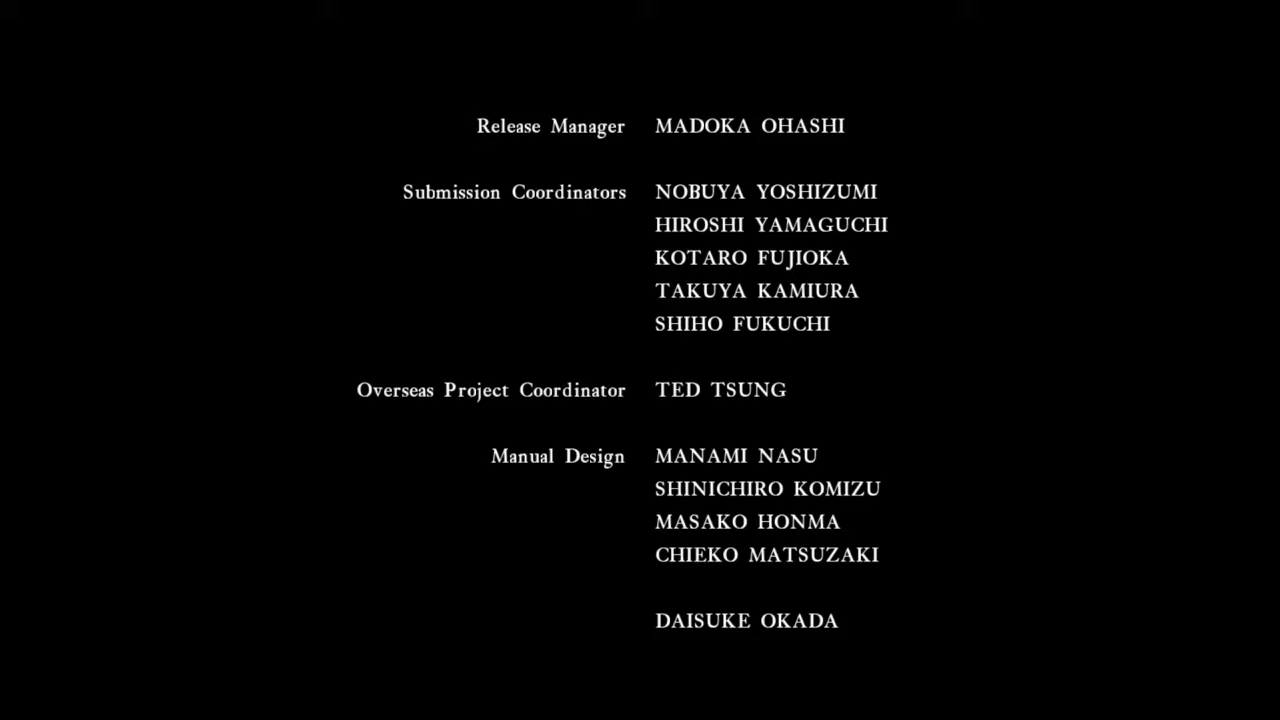 Release Manager MADOKA OHASHI
Submission Coordinators NOBUYA YOSHIZUMI
HIROSHI YAMAGUCHI
KOTARO FUJIOKA
TAKUYA KAMIURA
SHIHO FUKUCHI
Overseas Project Coordinator TED TSUNG
Manual Design MANAMI NASU
SHINICHIRO KOMIZU
MASAKO HONMA
CHIEKO MATSUZAKI
DAISUKE OKADA